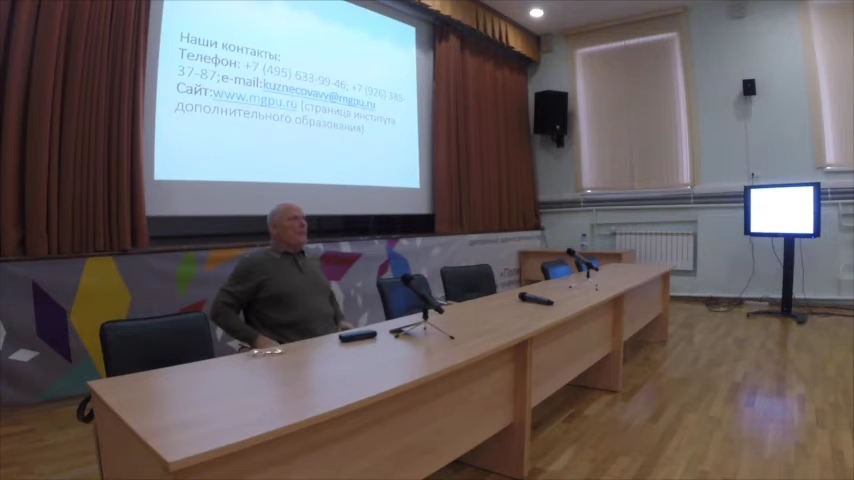 Наши контакты:
Телефон: +7 (495) 633-99-46; +7 (926) 385-
37-87;e-mail:kuznecovavv@mgpu.ru
Сайт:www.mgpu.ru (страница института
дополнительного образования)